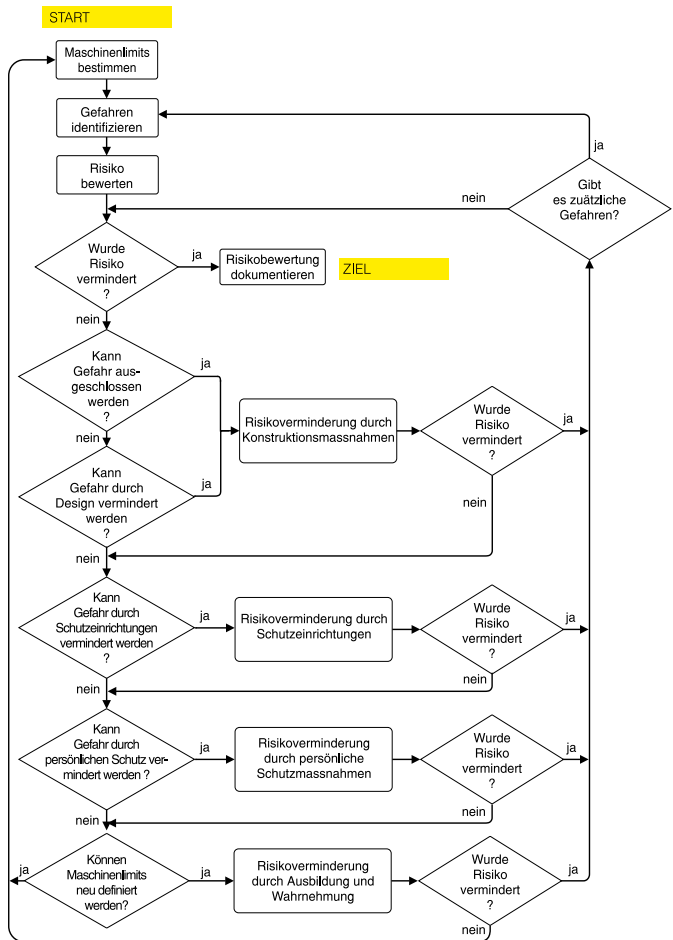 START
Maschinenlimits
bestimmen
Gefahren
identifizieren
ja
Risiko
bewerten
nein
Gibt
es zuätzliche
Gefahren?
Wurde
Risiko
vermindert
?
ja
Risikobewertung
dokumentieren
ZIEL
nein
Kann
Gefahr aus-
geschlossen
werden
?
ja
nein
Risikoverminderung durch
Konstruktionsmassnahmen
Wurde
Risiko
vermindert
?
ja
Kann
Gefahr durch
Design vermindert
werden
?
ja
nein
nein
Kann
Gefahr durch
Schutzeinrichtungen
vermindert werden
?
ja
Risikoverminderung durch
Schutzeinrichtungen
Wurde
Risiko
vermindert
?
ja
nein
nein
Kann
Gefahr durch
persönlichen Schutz ver-
mindert werden ?
ja
Risikoverminderung
durch persönliche
Schutzmassnahmen
Wurde
Risiko
vermindert
?
ja
nein
nein
ja
Können
Maschinenlimits
neu definiert
werden?
ja
Risikoverminderung
durch Ausbildung und
Wahrnehmung
Wurde
Risiko
vermindert
?
ja
nein